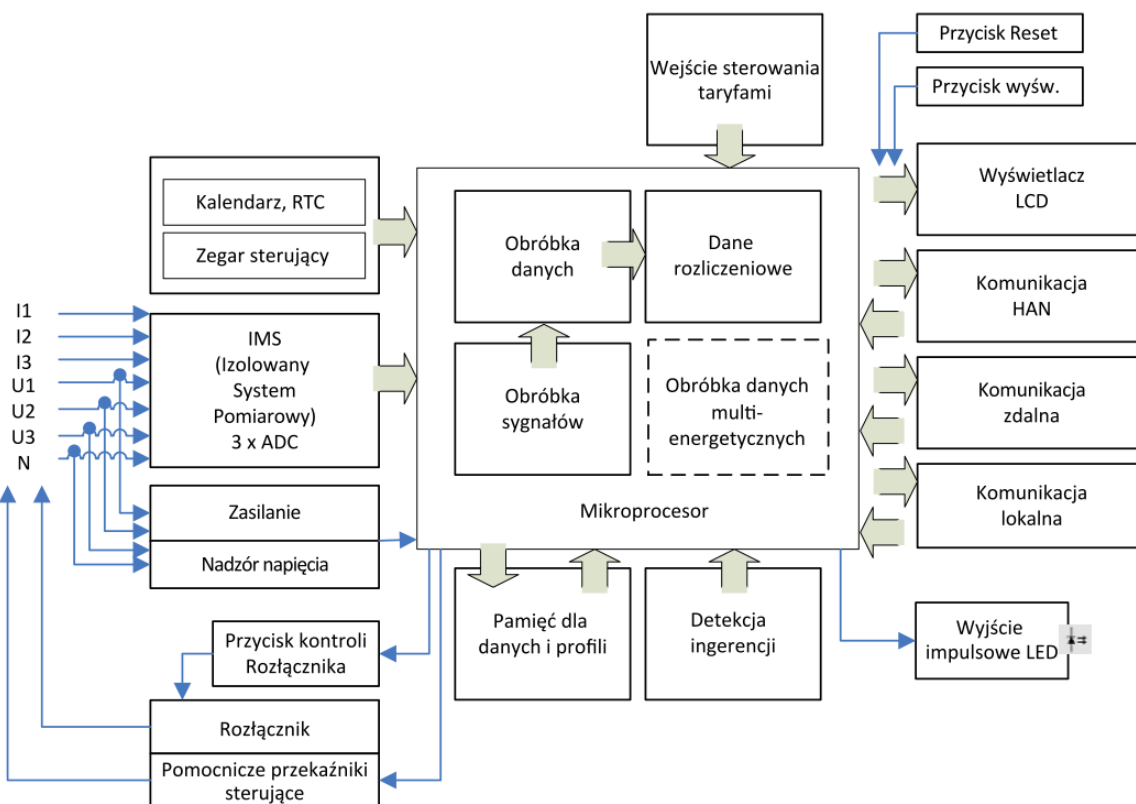 Przycisk Reset
Przycisk wyśw.
Wejście sterowania
taryfami
Wyświetlacz
LCD
Kalendarz, RTC
Zegar sterujący
Obróbka
danych
Dane
rozliczeniowe
Komunikacja
HAN
I1
I2
I3
U1
U2
U3
N
IMS
(Izolowany
System
Pomiarowy)
3 x ADC
Obróbka
sygnałów
Obróbka danych
multi-
energetycznych
Komunikacja
zdalna
Mikroprocesor
Komunikacja
lokalna
Zasilanie
Nadzór napięcia
Pamięć dla
danych i profili
Detekcja
ingerencji
Wyjście
impulsowe LED
Przycisk kontroli
Rozłącznika
Rozłącznik
Pomocnicze przekaźniki
sterujące